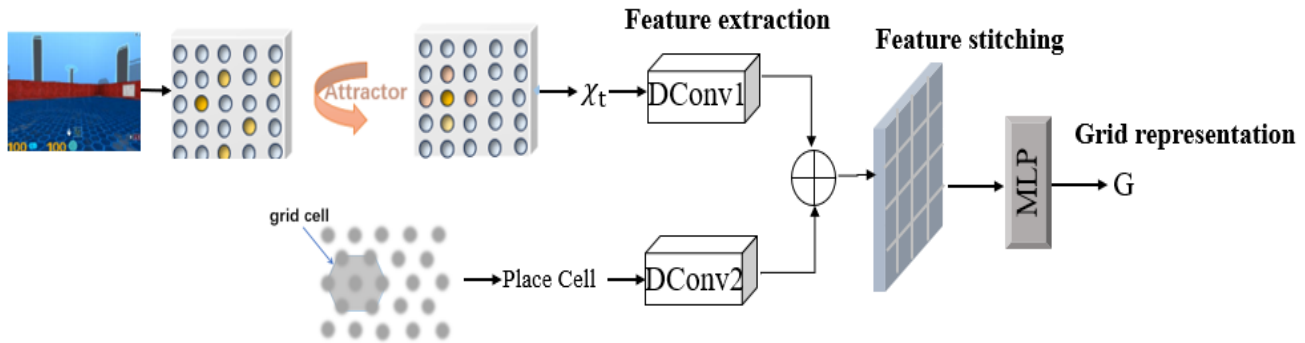 Feature extraction
Feature stitching
Attractor
χt
DConv1
100
100
Grid representation
MLP
G
grid cell
Place Cell
DConv2